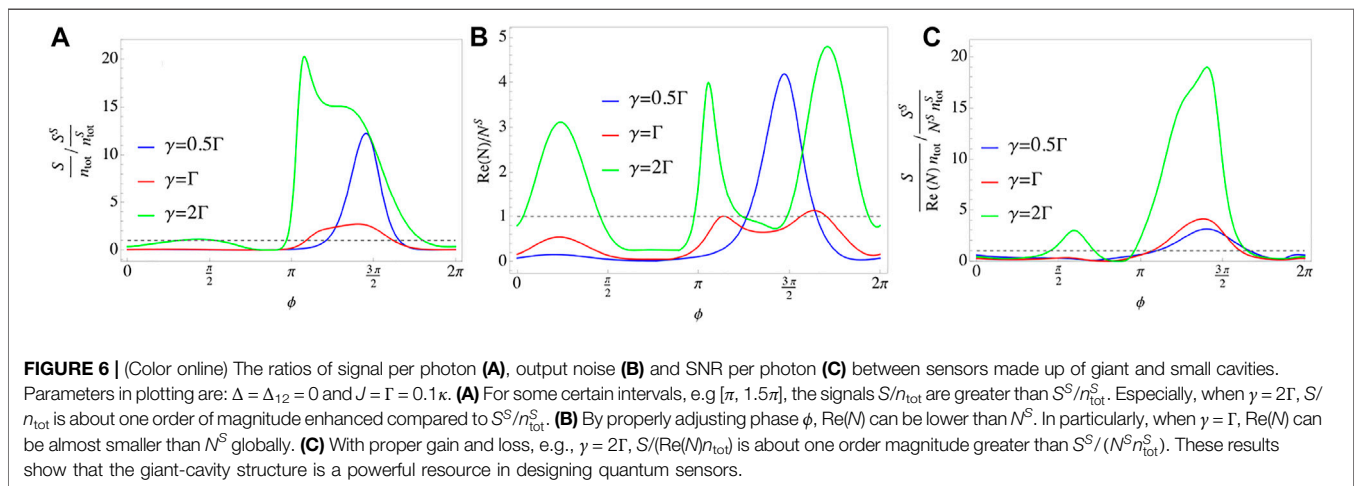 A
20
15
10
5
0
S/n_tot / S^S/n^S_tot
γ=0.5Γ
γ=Γ
γ=2Γ
0 π/2 π 3π/2 2π
ϕ
B
5
4
3
2
1
0
Re(N)/N^S
γ=0.5Γ
γ=Γ
γ=2Γ
0 π/2 π 3π/2 2π
ϕ
C
20
15
10
5
0
S/Re (N) n_tot / S^S/N^S n^S_tot
γ=0.5Γ
γ=Γ
γ=2Γ
0 π/2 π 3π/2 2π
ϕ
FIGURE 6 | (Color online) The ratios of signal per photon (A), output noise (B) and SNR per photon (C) between sensors made up of giant and small cavities.
Parameters in plotting are: Δ = Δ₁₂ = 0 and J = Γ = 0.1κ. (A) For some certain intervals, e.g [π, 1.5π], the signals S/n_tot are greater than S^S/n^S_tot. Especially, when γ = 2Γ, S/
n_tot is about one order of magnitude enhanced compared to S^S/n^S_tot. (B) By properly adjusting phase ϕ, Re(N) can be lower than N^S. In particularly, when γ = Γ, Re(N) can
be almost smaller than N^S globally. (C) With proper gain and loss, e.g., γ = 2Γ, S/(Re(N)n_tot) is about one order magnitude greater than S^S/(N^S n^S_tot). These results
show that the giant-cavity structure is a powerful resource in designing quantum sensors.